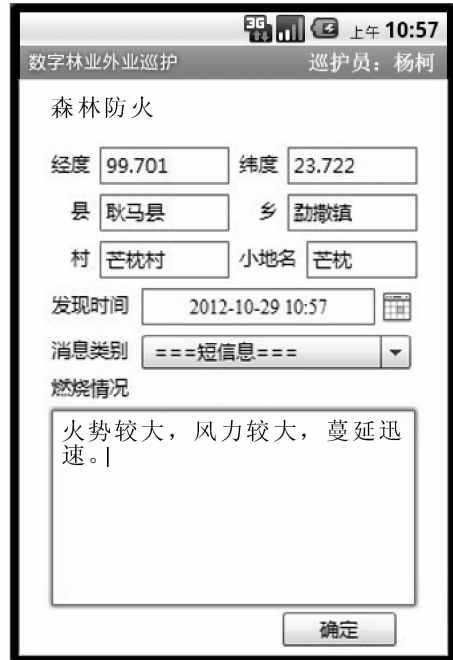 3G 上午 10:57
数字林业外业巡护 巡护员：杨柯
森林防火
经度 99.701 纬度 23.722
县 耿马县 乡 勐撒镇
村 芒枕村 小地名 芒枕
发现时间 2012-10-29 10:57
消息类别 ===短信息===
燃烧情况
火势较大，风力较大，蔓延迅
速。
确定